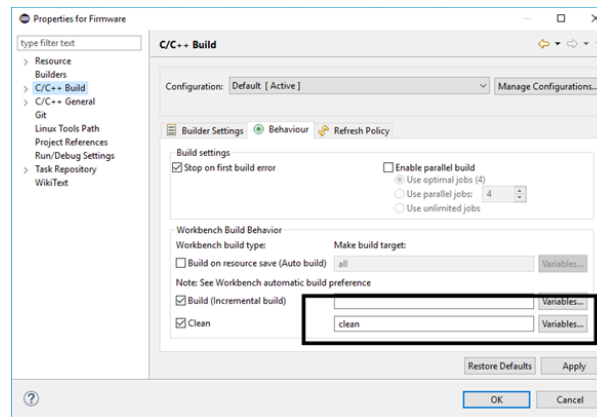 Properties for Firmware
type filter text
Resource
Builders
C/C++ Build
C/C++ General
Git
Linux Tools Path
Project References
Run/Debug Settings
Task Repository
WikiText
C/C++ Build
Configuration: Default [ Active ] Manage Configurations...
Builder Settings Behaviour Refresh Policy
Build settings
Stop on first build error Enable parallel build
Use optimal jobs (4)
Use parallel jobs: 4
Use unlimited jobs
Workbench Build Behavior
Workbench build type: Make build target:
Build on resource save (Auto build) all Variables...
Note: See Workbench automatic build preference
Build (Incremental build) Variables...
Clean clean Variables...
Restore Defaults Apply
OK Cancel